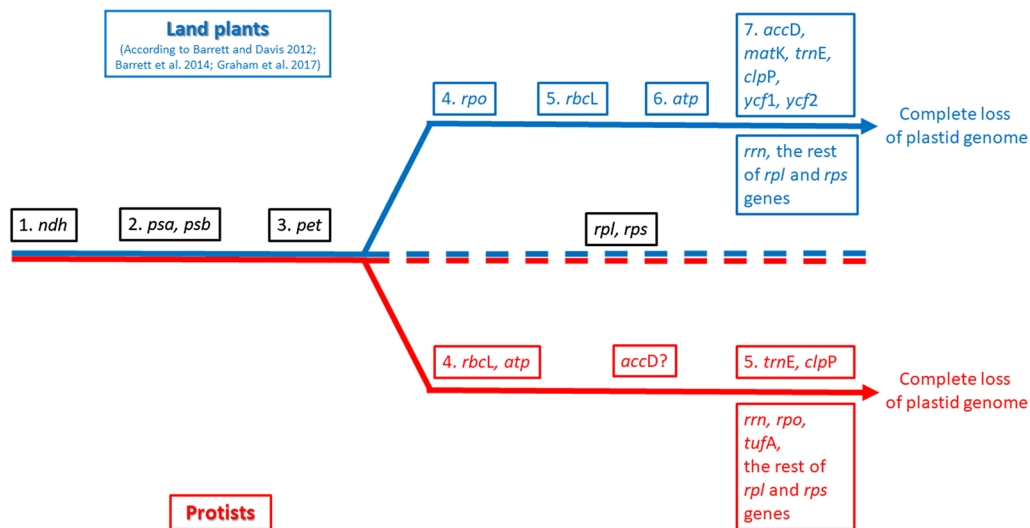 Land plants
(According to Barrett and Davis 2012;
Barrett et al. 2014; Graham et al. 2017)
7. accD,
matK, trnE,
clpP,
ycf1, ycf2
4. rpo
5. rbcL
6. atp
Complete loss
of plastid genome
rrn, the rest
of rpl and rps
genes
1. ndh
2. psa, psb
3. pet
rpl, rps
4. rbcL, atp
accD?
5. trnE, clpP
Complete loss
of plastid genome
rrn, rpo,
tufA,
the rest of
rpl and rps
genes
Protists